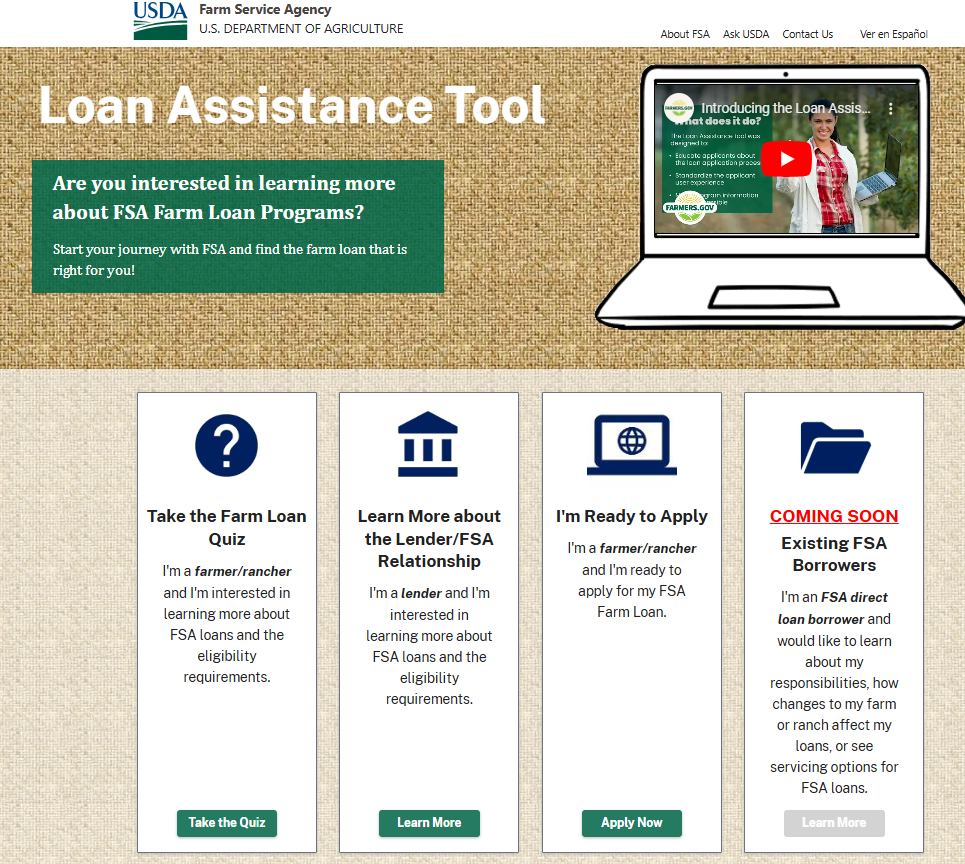 USDA
Farm Service Agency
U.S. DEPARTMENT OF AGRICULTURE
About FSA Ask USDA Contact Us Ver en Español
Loan Assistance Tool
Are you interested in learning more
about FSA Farm Loan Programs?
Start your journey with FSA and find the farm loan that is
right for you!
FARMERS.GOV
Introducing the Loan Assis...
What does it do?
The Loan Assistance Tool was
designed to:
• Educate applicants about
the loan application process
• Standardize the applicant
user experience
information
FARMERS.GOV
Take the Farm Loan
Quiz
I'm a farmer/rancher
and I'm interested in
learning more about
FSA loans and the
eligibility
requirements.
Take the Quiz
Learn More about
the Lender/FSA
Relationship
I'm a lender and I'm
interested in
learning more about
FSA loans and the
eligibility
requirements.
Learn More
I'm Ready to Apply
I'm a farmer/rancher
and I'm ready to
apply for my FSA
Farm Loan.
Apply Now
COMING SOON
Existing FSA
Borrowers
I'm an FSA direct
loan borrower and
would like to learn
about my
responsibilities, how
changes to my farm
or ranch affect my
loans, or see
servicing options for
FSA loans.
Learn More